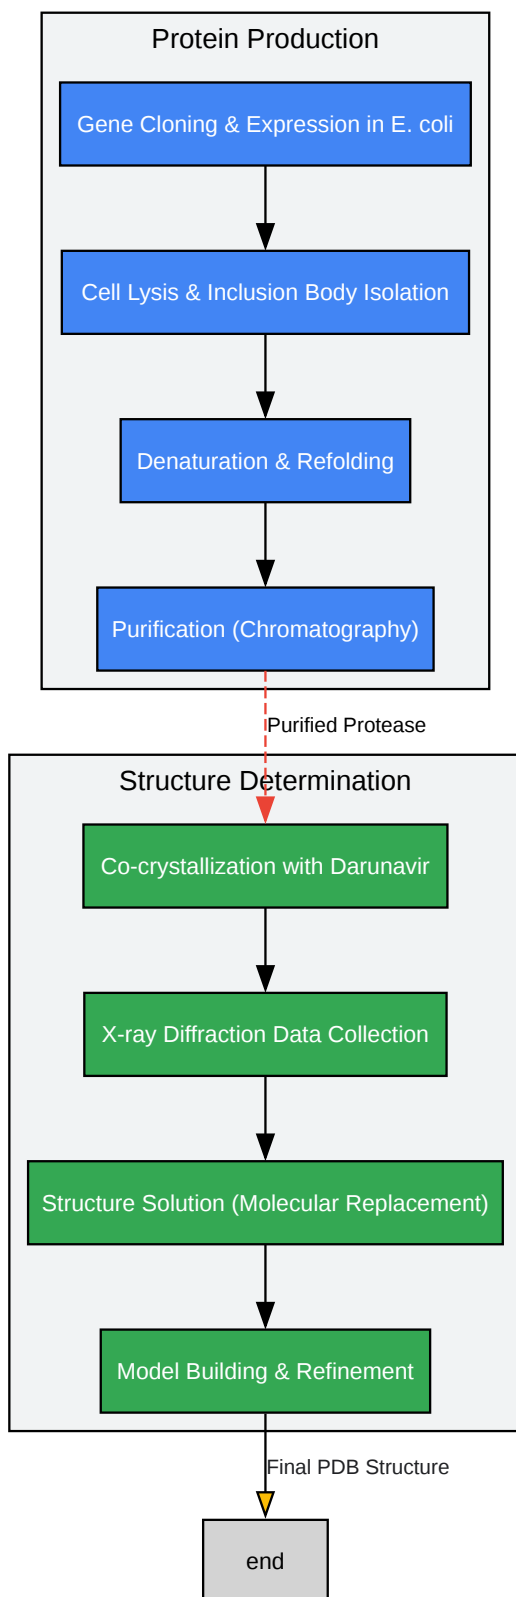 Protein Production
Gene Cloning & Expression in E. coli
Cell Lysis & Inclusion Body Isolation
Denaturation & Refolding
Purification (Chromatography)
Purified Protease
Structure Determination
Co-crystallization with Darunavir
X-ray Diffraction Data Collection
Structure Solution (Molecular Replacement)
Model Building & Refinement
Final PDB Structure
end